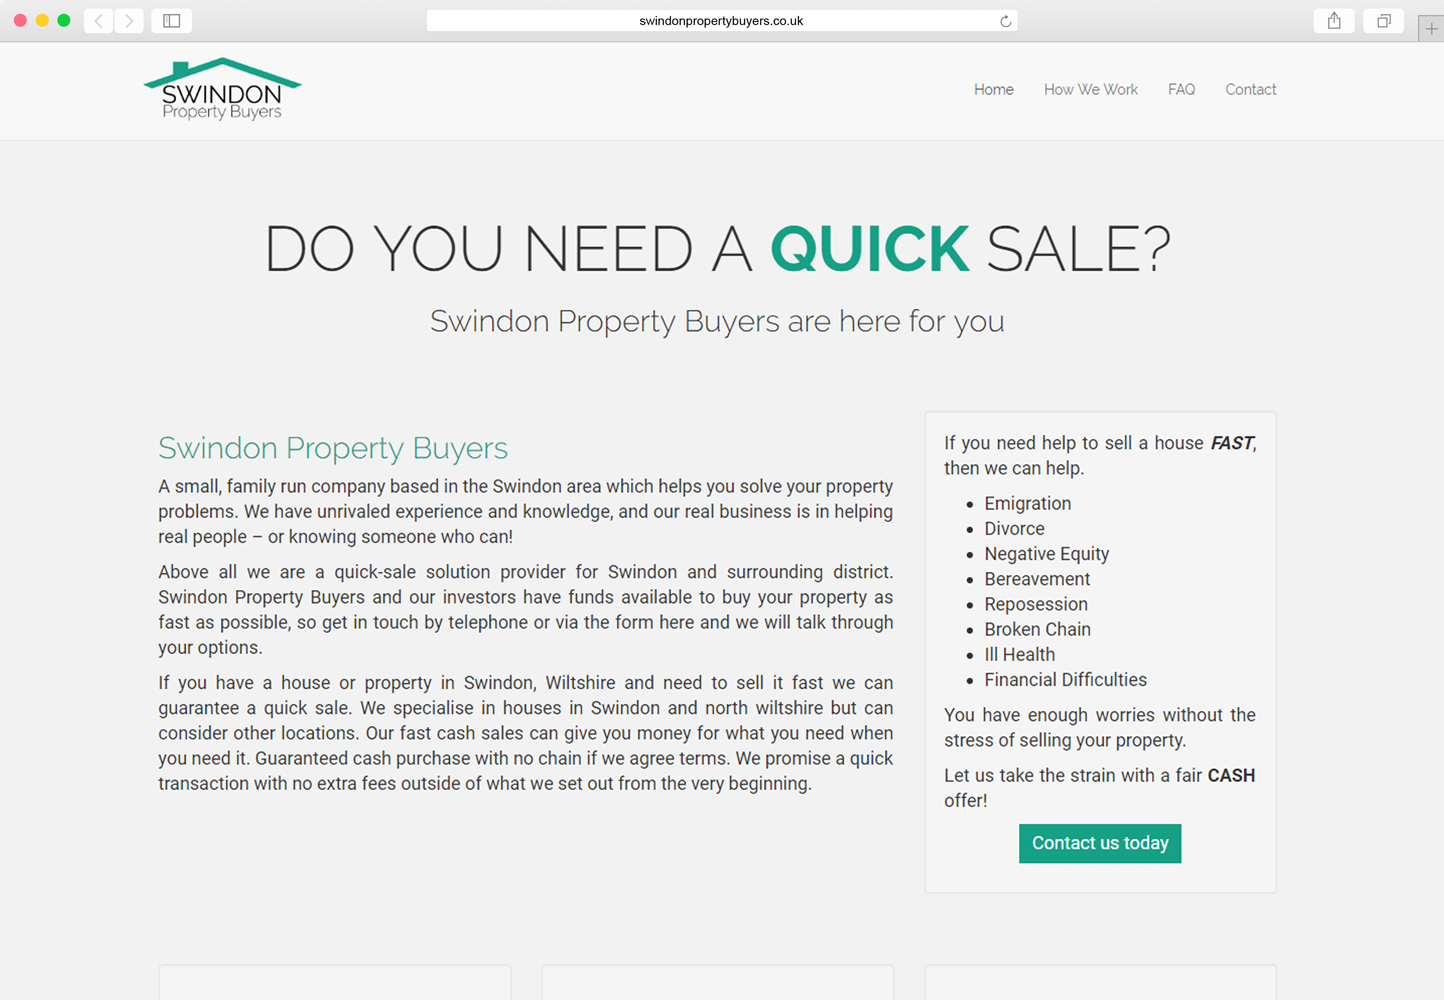 swindonpropertybuyers.co.uk
SWINDON
Property Buyers
Home How We Work FAQ Contact
DO YOU NEED A QUICK SALE?
Swindon Property Buyers are here for you
Swindon Property Buyers
A small, family run company based in the Swindon area which helps you solve your property
problems. We have unrivaled experience and knowledge, and our real business is in helping
real people – or knowing someone who can!
Above all we are a quick-sale solution provider for Swindon and surrounding district.
Swindon Property Buyers and our investors have funds available to buy your property as
fast as possible, so get in touch by telephone or via the form here and we will talk through
your options.
If you have a house or property in Swindon, Wiltshire and need to sell it fast we can
guarantee a quick sale. We specialise in houses in Swindon and north wiltshire but can
consider other locations. Our fast cash sales can give you money for what you need when
you need it. Guaranteed cash purchase with no chain if we agree terms. We promise a quick
transaction with no extra fees outside of what we set out from the very beginning.
If you need help to sell a house FAST,
then we can help.
• Emigration
• Divorce
• Negative Equity
• Bereavement
• Reposession
• Broken Chain
• Ill Health
• Financial Difficulties
You have enough worries without the
stress of selling your property.
Let us take the strain with a fair CASH
offer!
Contact us today